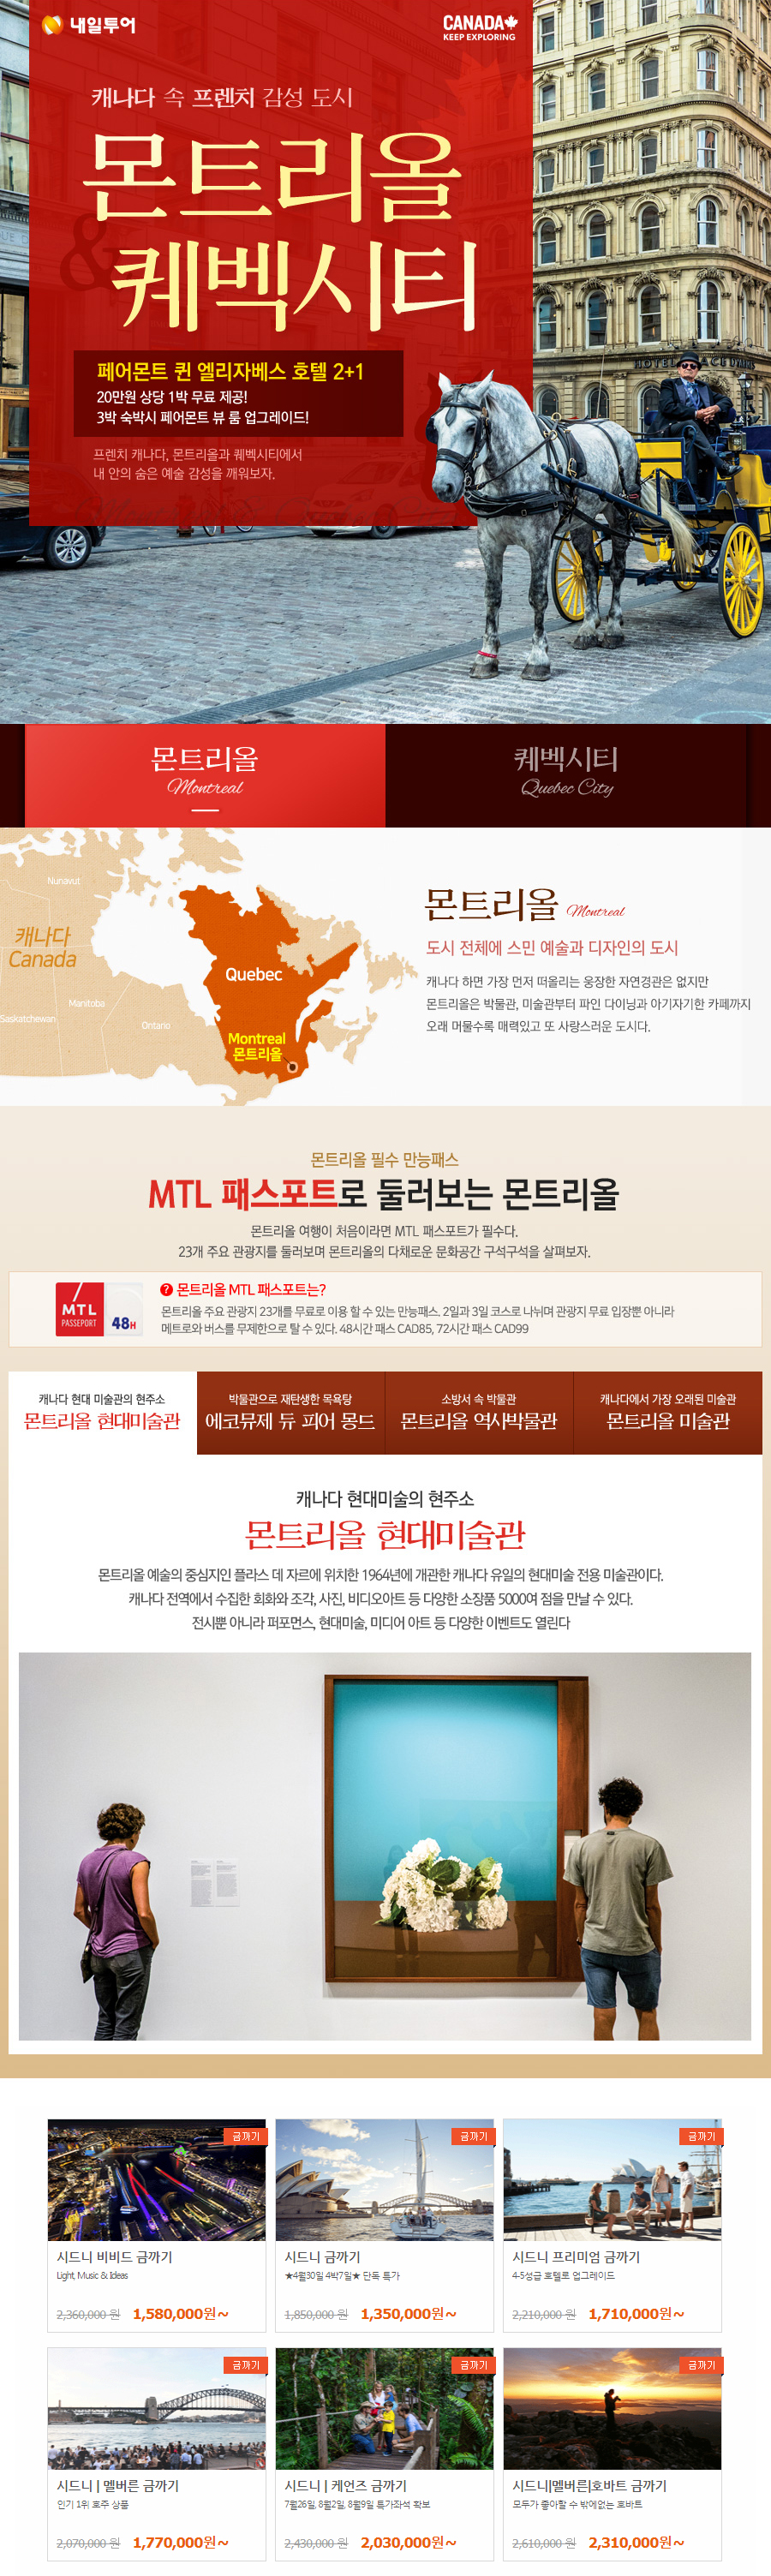 내일투어
CANADA
KEEP EXPLORING
캐나다 속 프렌치 감성 도시
몬트리올
&
퀘벡시티
페어몬트 퀸 엘리자베스 호텔 2+1
20만원 상당 1박 무료 제공!
3박 숙박시 페어몬트 뷰 룸 업그레이드!
프렌치 캐나다, 몬트리올과 퀘벡시티에서
내 안의 숨은 예술 감성을 깨워보자.
몬트리올
Montreal
퀘벡시티
Quebec City
Nunavut
캐나다
Canada
Manitoba
Saskatchewan
Ontario
Quebec
Montreal
몬트리올
몬트리올 Montreal
도시 전체에 스민 예술과 디자인의 도시
캐나다 하면 가장 먼저 떠올리는 웅장한 자연경관은 없지만
몬트리올은 박물관, 미술관부터 파인 다이닝과 아기자기한 카페까지
오래 머물수록 매력있고 또 사랑스러운 도시다.
몬트리올 필수 만능패스
MTL 패스포트로 둘러보는 몬트리올
몬트리올 여행이 처음이라면 MTL 패스포트가 필수다.
23개 주요 관광지를 둘러보며 몬트리올의 다채로운 문화공간 구석구석을 살펴보자.
MTL
PASSEPORT
48H
? 몬트리올 MTL 패스포트는?
몬트리올 주요 관광지 23개를 무료로 이용 할 수 있는 만능패스. 2일과 3일 코스로 나뉘며 관광지 무료 입장뿐 아니라
메트로와 버스를 무제한으로 탈 수 있다. 48시간 패스 CAD85, 72시간 패스 CAD99
캐나다 현대 미술관의 현주소
몬트리올 현대미술관
박물관으로 재탄생한 목욕탕
에코뮤제 듀 피어 몽드
소방서 속 박물관
몬트리올 역사박물관
캐나다에서 가장 오래된 미술관
몬트리올 미술관
캐나다 현대미술의 현주소
몬트리올 현대미술관
몬트리올 예술의 중심지인 플라스 데 자르에 위치한 1964년에 개관한 캐나다 유일의 현대미술 전용 미술관이다.
캐나다 전역에서 수집한 회화와 조각, 사진, 비디오아트 등 다양한 소장품 5000여 점을 만날 수 있다.
전시뿐 아니라 퍼포먼스, 현대미술, 미디어 아트 등 다양한 이벤트도 열린다
금까기
시드니 비비드 금까기
Light, Music & Ideas
2,360,000 원 1,580,000원~
금까기
시드니 금까기
★4월30일 4박7일★ 단독 특가
1,850,000 원 1,350,000원~
금까기
시드니 프리미엄 금까기
4-5성급 호텔로 업그레이드
2,210,000 원 1,710,000원~
금까기
시드니 | 멜버른 금까기
인기 1위 호주 상품
2,070,000 원 1,770,000원~
금까기
시드니 | 케언즈 금까기
7월26일, 8월2일, 8월9일 특가좌석 확보
2,430,000 원 2,030,000원~
금까기
시드니|멜버른|호바트 금까기
모두가 좋아할 수 밖에없는 호바트
2,610,000 원 2,310,000원~